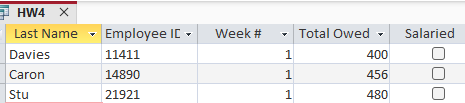 HW4
Last Name Employee ID Week # Total Owed Salaried
Davies 11411 1 400
Caron 14890 1 456
Stu 21921 1 480